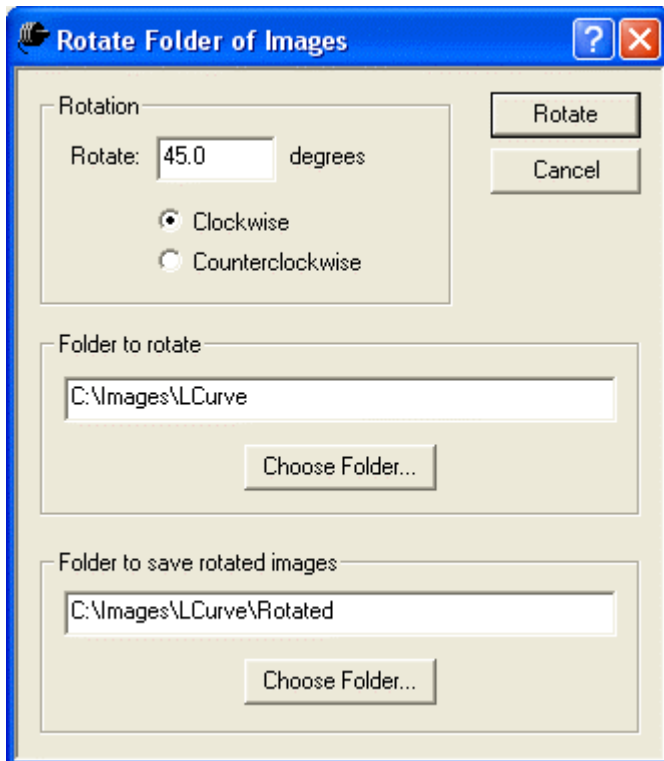 Rotate Folder of Images
Rotation
Rotate: 45.0 degrees
Clockwise
Counterclockwise
Rotate
Cancel
Folder to rotate
C:\Images\LCurve
Choose Folder...
Folder to save rotated images
C:\Images\LCurve\Rotated
Choose Folder...